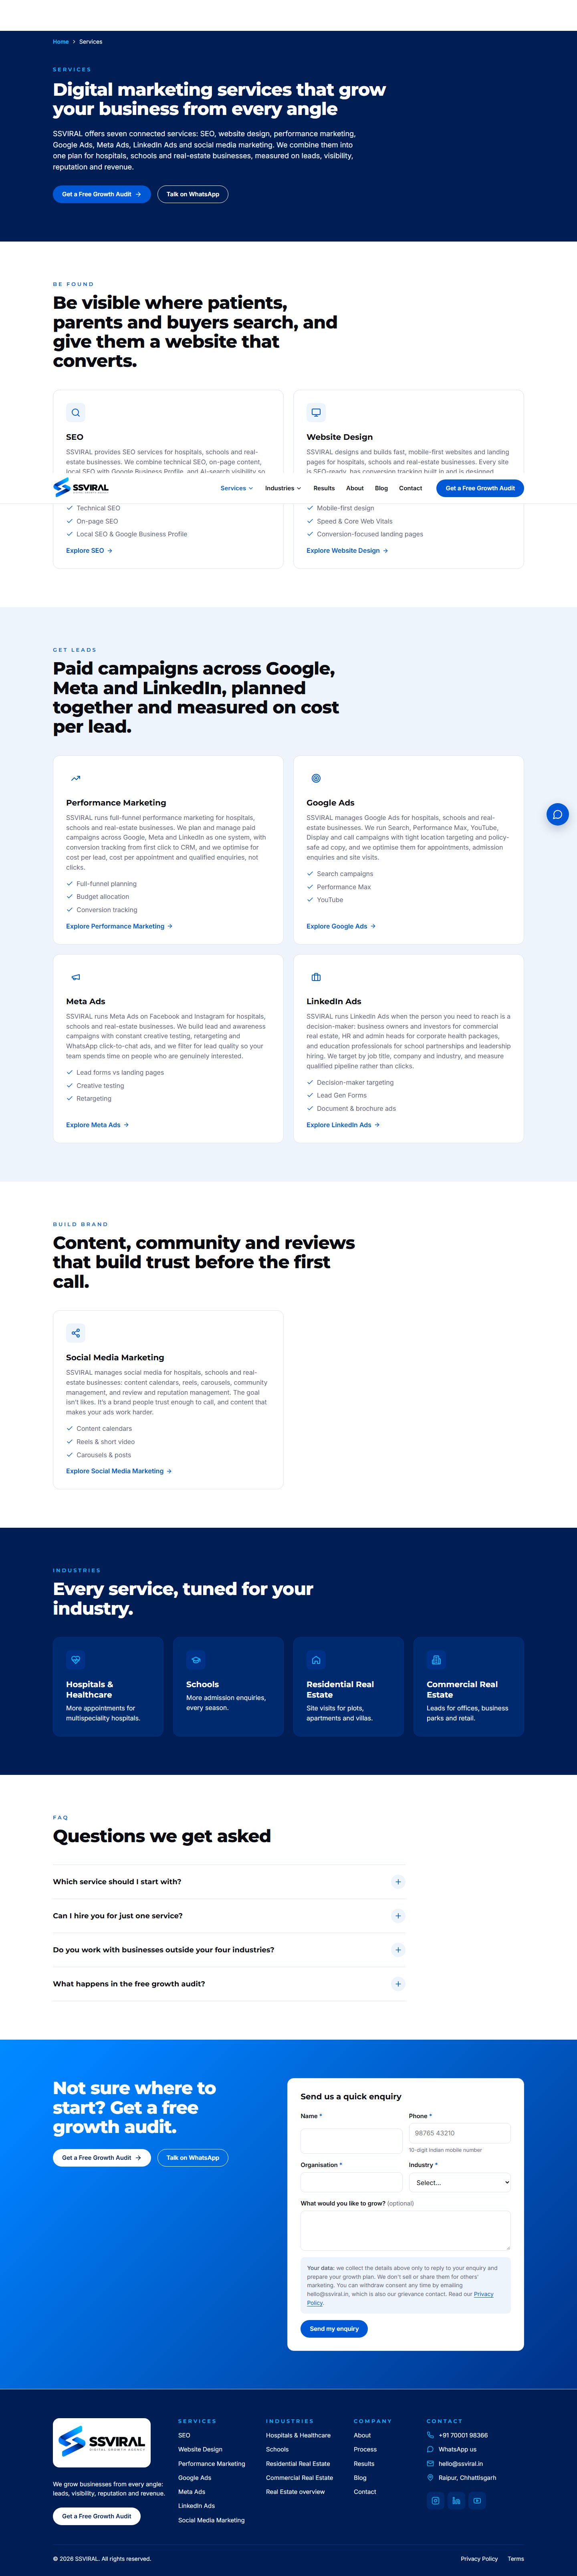 Home > Services
SERVICES
Digital marketing services that grow
your business from every angle
SSVIRAL offers seven connected services: SEO, website design, performance marketing,
Google Ads, Meta Ads, LinkedIn Ads and social media marketing. We combine them into
one plan for hospitals, schools and real-estate businesses, measured on leads, visibility,
reputation and revenue.
Get a Free Growth Audit →
Talk on WhatsApp
BE FOUND
Be visible where patients,
parents and buyers search, and
give them a website that
converts.
SEO
SSVIRAL provides SEO services for hospitals, schools and real-
estate businesses. We combine technical SEO, on-page content,
local SEO with Google Business Profile, and AI-search visibility so
Website Design
SSVIRAL designs and builds fast, mobile-first websites and landing
pages for hospitals, schools and real-estate businesses. Every site
is SEO-ready, has conversion tracking built in and is designed
SSVIRAL
DIGITAL GROWTH AGENCY
Services
Industries
Results
About
Blog
Contact
Get a Free Growth Audit
Technical SEO
On-page SEO
Local SEO & Google Business Profile
Explore SEO →
Mobile-first design
Speed & Core Web Vitals
Conversion-focused landing pages
Explore Website Design →
GET LEADS
Paid campaigns across Google,
Meta and LinkedIn, planned
together and measured on cost
per lead.
Performance Marketing
SSVIRAL runs full-funnel performance marketing for hospitals,
schools and real-estate businesses. We plan and manage paid
campaigns across Google, Meta and LinkedIn as one system, with
conversion tracking from first click to CRM, and we optimise for
cost per lead, cost per appointment and qualified enquiries, not
clicks.
Full-funnel planning
Budget allocation
Conversion tracking
Explore Performance Marketing →
Google Ads
SSVIRAL manages Google Ads for hospitals, schools and real-
estate businesses. We run Search, Performance Max, YouTube,
Display and call campaigns with tight location targeting and policy-
safe ad copy, and we optimise them for appointments, admission
enquiries and site visits.
Search campaigns
Performance Max
YouTube
Explore Google Ads →
Meta Ads
SSVIRAL runs Meta Ads on Facebook and Instagram for hospitals,
schools and real-estate businesses. We build lead and awareness
campaigns with constant creative testing, retargeting and
WhatsApp click-to-chat ads, and we filter for lead quality so your
team spends time on people who are genuinely interested.
Lead forms vs landing pages
Creative testing
Retargeting
Explore Meta Ads →
LinkedIn Ads
SSVIRAL runs LinkedIn Ads when the person you need to reach is a
decision-maker: business owners and investors for commercial
real estate, HR and admin heads for corporate health packages,
and education professionals for school partnerships and leadership
hiring. We target by job title, company and industry, and measure
qualified pipeline rather than clicks.
Decision-maker targeting
Lead Gen Forms
Document & brochure ads
Explore LinkedIn Ads →
BUILD BRAND
Content, community and reviews
that build trust before the first
call.
Social Media Marketing
SSVIRAL manages social media for hospitals, schools and real-
estate businesses: content calendars, reels, carousels, community
management, and review and reputation management. The goal
isn't likes. It's a brand people trust enough to call, and content that
makes your ads work harder.
Content calendars
Reels & short video
Carousels & posts
Explore Social Media Marketing →
INDUSTRIES
Every service, tuned for your
industry.
Hospitals &
Healthcare
More appointments for
multispeciality hospitals.
Schools
More admission enquiries,
every season.
Residential Real
Estate
Site visits for plots,
apartments and villas.
Commercial Real
Estate
Leads for offices, business
parks and retail.
FAQ
Questions we get asked
Which service should I start with?
Can I hire you for just one service?
Do you work with businesses outside your four industries?
What happens in the free growth audit?
Not sure where to
start? Get a free
growth audit.
Get a Free Growth Audit →
Talk on WhatsApp
Send us a quick enquiry
Name *
Phone *
98765 43210
10-digit Indian mobile number
Organisation *
Industry *
Select...
What would you like to grow? (optional)
Your data: we collect the details above only to reply to your enquiry and
prepare your growth plan. We don't sell or share them for others'
marketing. You can withdraw consent any time by emailing
hello@ssviral.in, which is also our grievance contact. Read our Privacy
Policy.
Send my enquiry
SSVIRAL
DIGITAL GROWTH AGENCY
We grow businesses from every angle:
leads, visibility, reputation and revenue.
Get a Free Growth Audit
SERVICES
SEO
Website Design
Performance Marketing
Google Ads
Meta Ads
LinkedIn Ads
Social Media Marketing
INDUSTRIES
Hospitals & Healthcare
Schools
Residential Real Estate
Commercial Real Estate
Real Estate overview
COMPANY
About
Process
Results
Blog
Contact
CONTACT
+91 70001 98366
WhatsApp us
hello@ssviral.in
Raipur, Chhattisgarh
© 2026 SSVIRAL. All rights reserved.
Privacy Policy
Terms